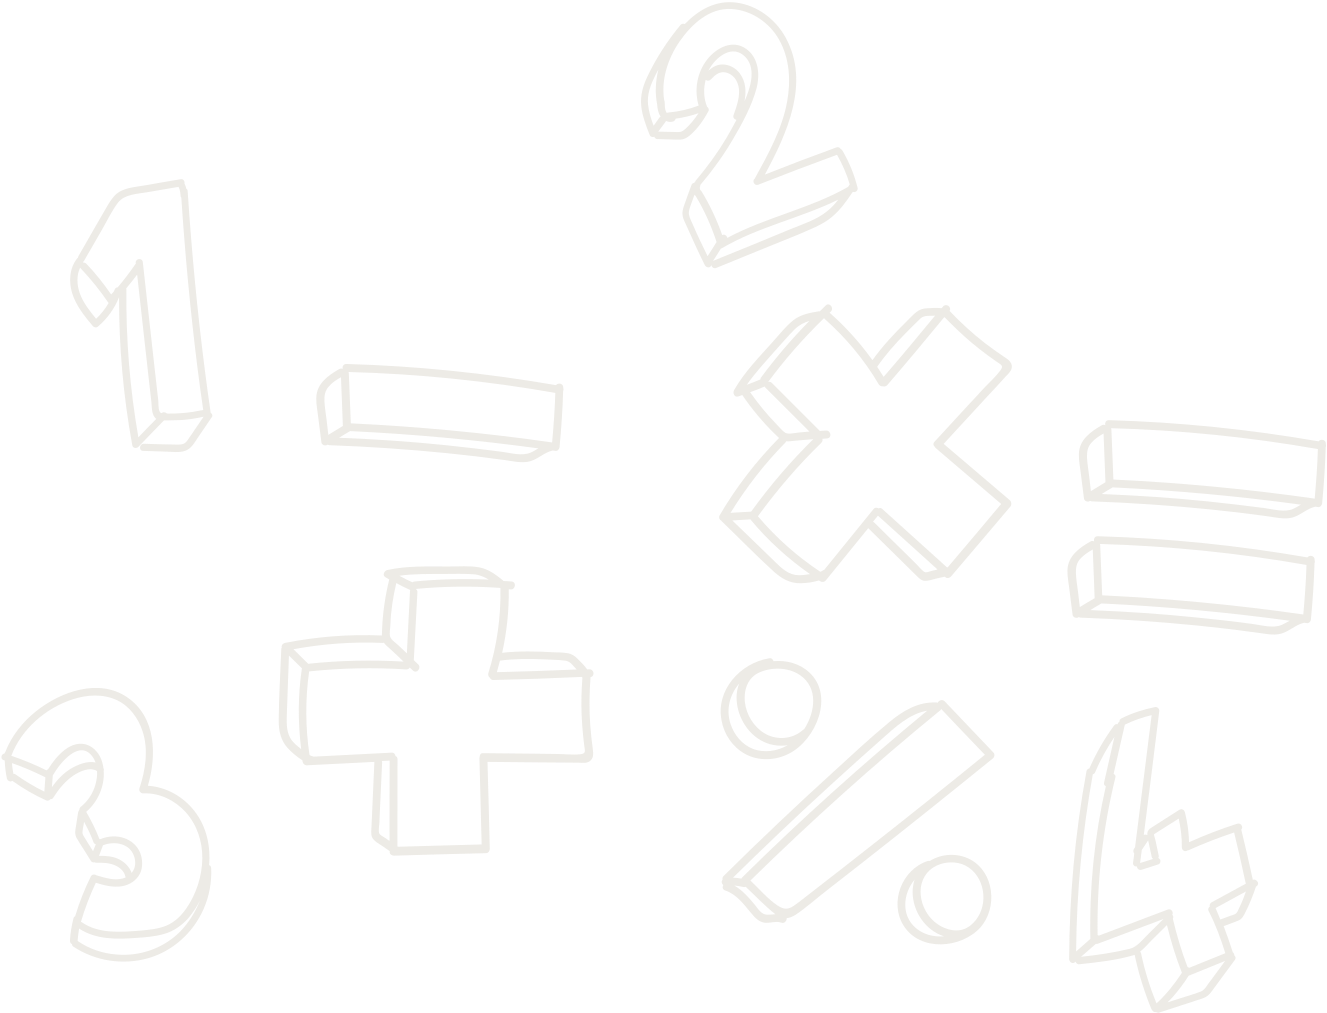 2
1
− × =
+
3 % 4